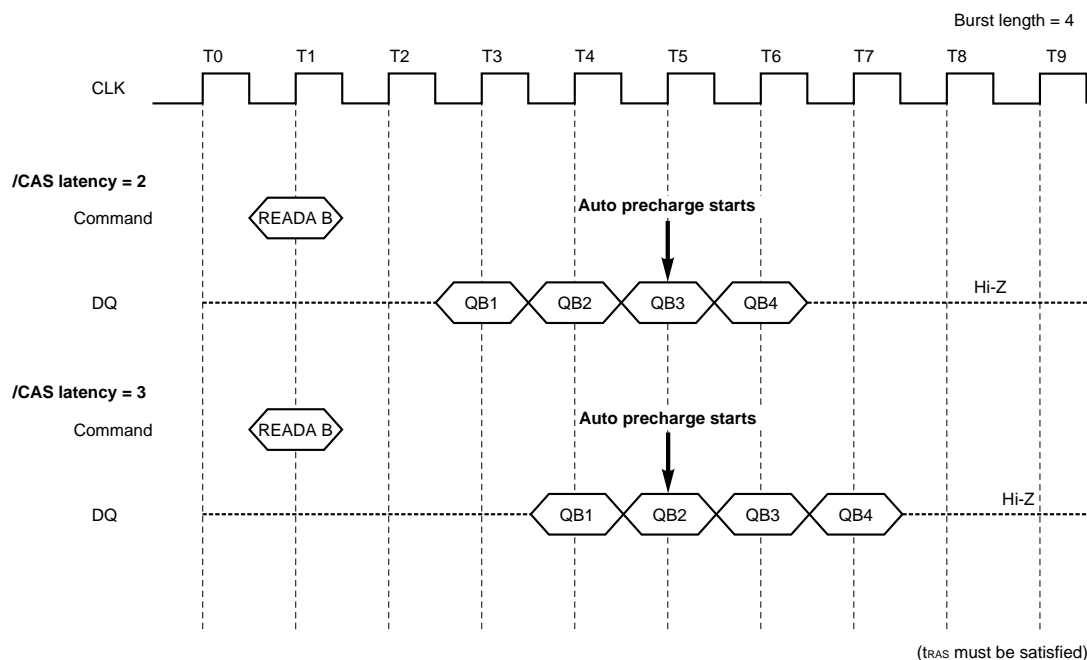 Burst length = 4
T0 T1 T2 T3 T4 T5 T6 T7 T8 T9
CLK
/CAS latency = 2
Command READA B
Auto precharge starts
DQ QB1 QB2 QB3 QB4 Hi-Z
/CAS latency = 3
Command READA B
Auto precharge starts
DQ QB1 QB2 QB3 QB4 Hi-Z
(tRAS must be satisfied)